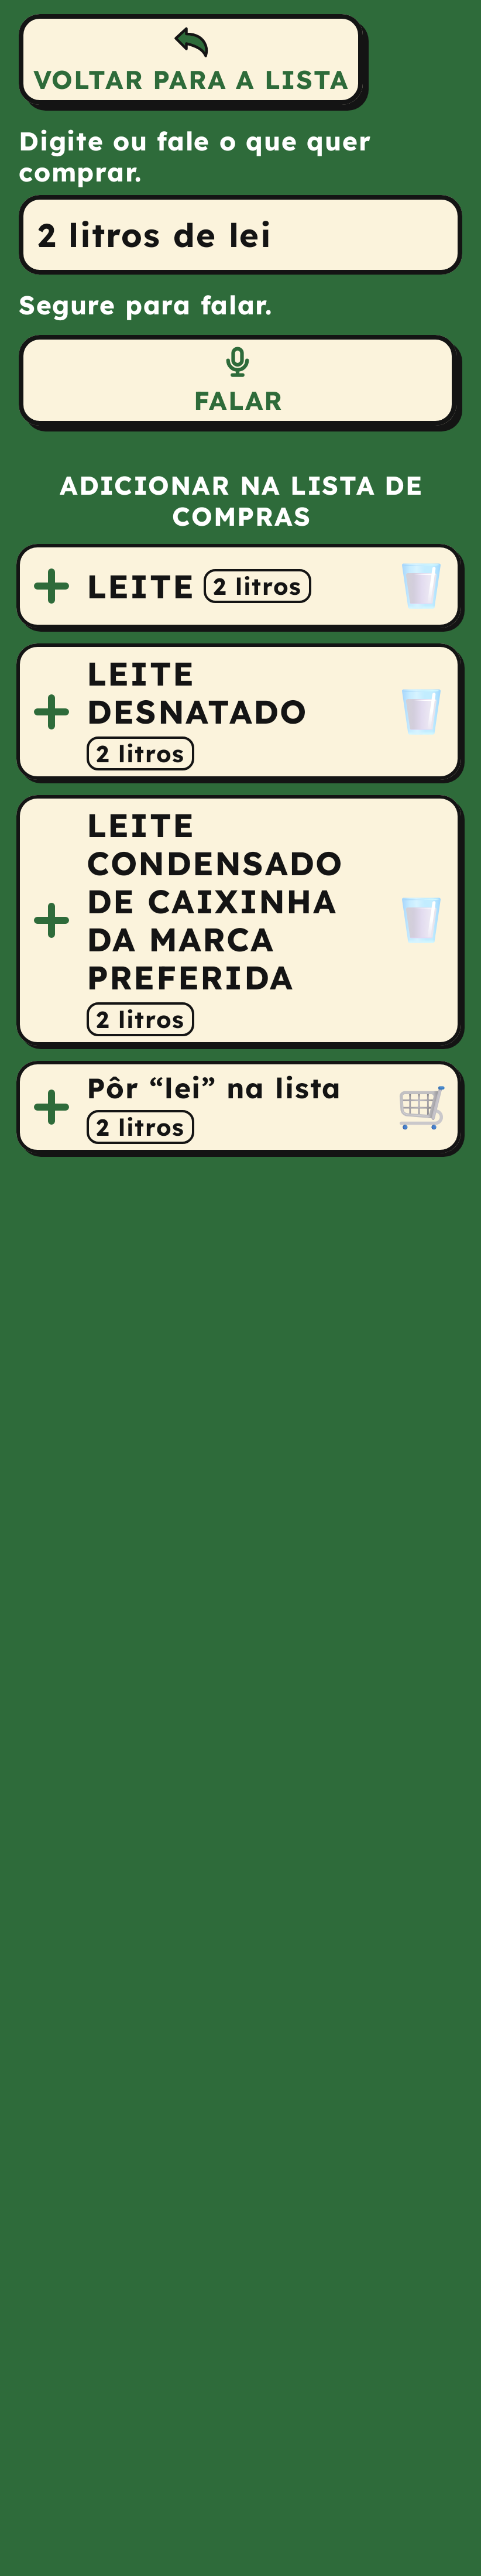 VOLTAR PARA A LISTA
Digite ou fale o que quer
comprar.
2 litros de lei
Segure para falar.
FALAR
ADICIONAR NA LISTA DE
COMPRAS
LEITE 2 litros
LEITE
DESNATADO
2 litros
LEITE
CONDENSADO
DE CAIXINHA
DA MARCA
PREFERIDA
2 litros
Pôr “lei” na lista
2 litros